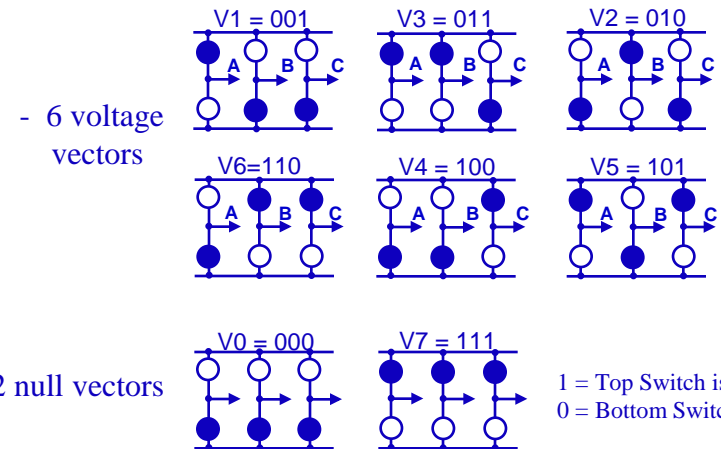 V1 = 001
V3 = 011
V2 = 010
A B C
A B C
A B C
- 6 voltage
vectors
V6=110
V4 = 100
V5 = 101
A B C
A B C
A B C
V0 = 000
V7 = 111
2 null vectors
1 = Top Switch is
0 = Bottom Switc